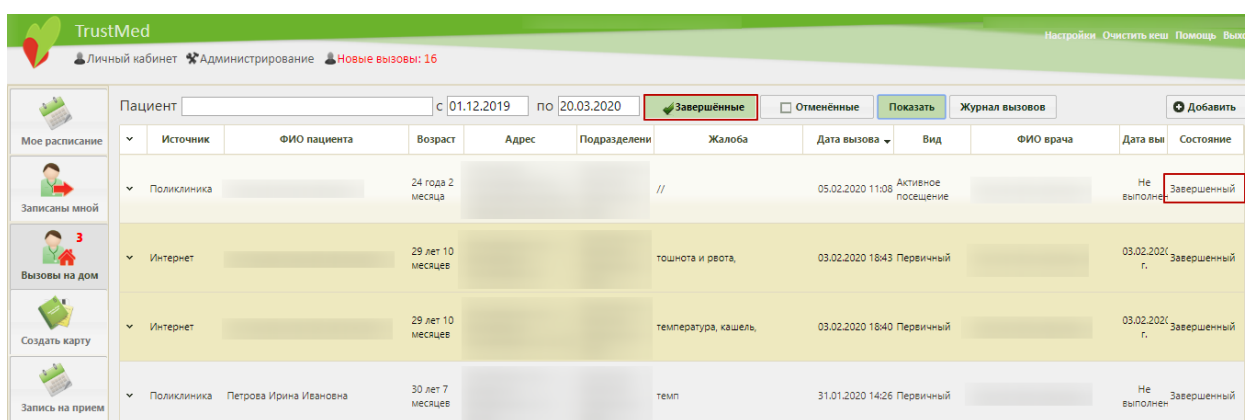 TrustMed
Настройки Очистить кеш Помощь Выхо
Личный кабинет Администрирование Новые вызовы: 16
Пациент с 01.12.2019 по 20.03.2020 Завершённые Отменённые Показать Журнал вызовов Добавить
Мое расписание
Источник ФИО пациента Возраст Адрес Подразделени Жалоба Дата вызова Вид ФИО врача Дата вы Состояние
Записаны мной
Поликлиника 24 года 2 // 05.02.2020 11:08 Активное Не Завершенный
месяца посещение выполнен
3
Вызовы на дом
Интернет 29 лет 10 тошнота и рвота, 03.02.2020 18:43 Первичный 03.02.202 Завершенный
месяцев г.
Создать карту
Интернет 29 лет 10 температура, кашель, 03.02.2020 18:40 Первичный 03.02.202 Завершенный
месяцев г.
Запись на прием
Поликлиника Петрова Ирина Ивановна 30 лет 7 темп 31.01.2020 14:26 Первичный Не Завершенный
месяцев выполнен